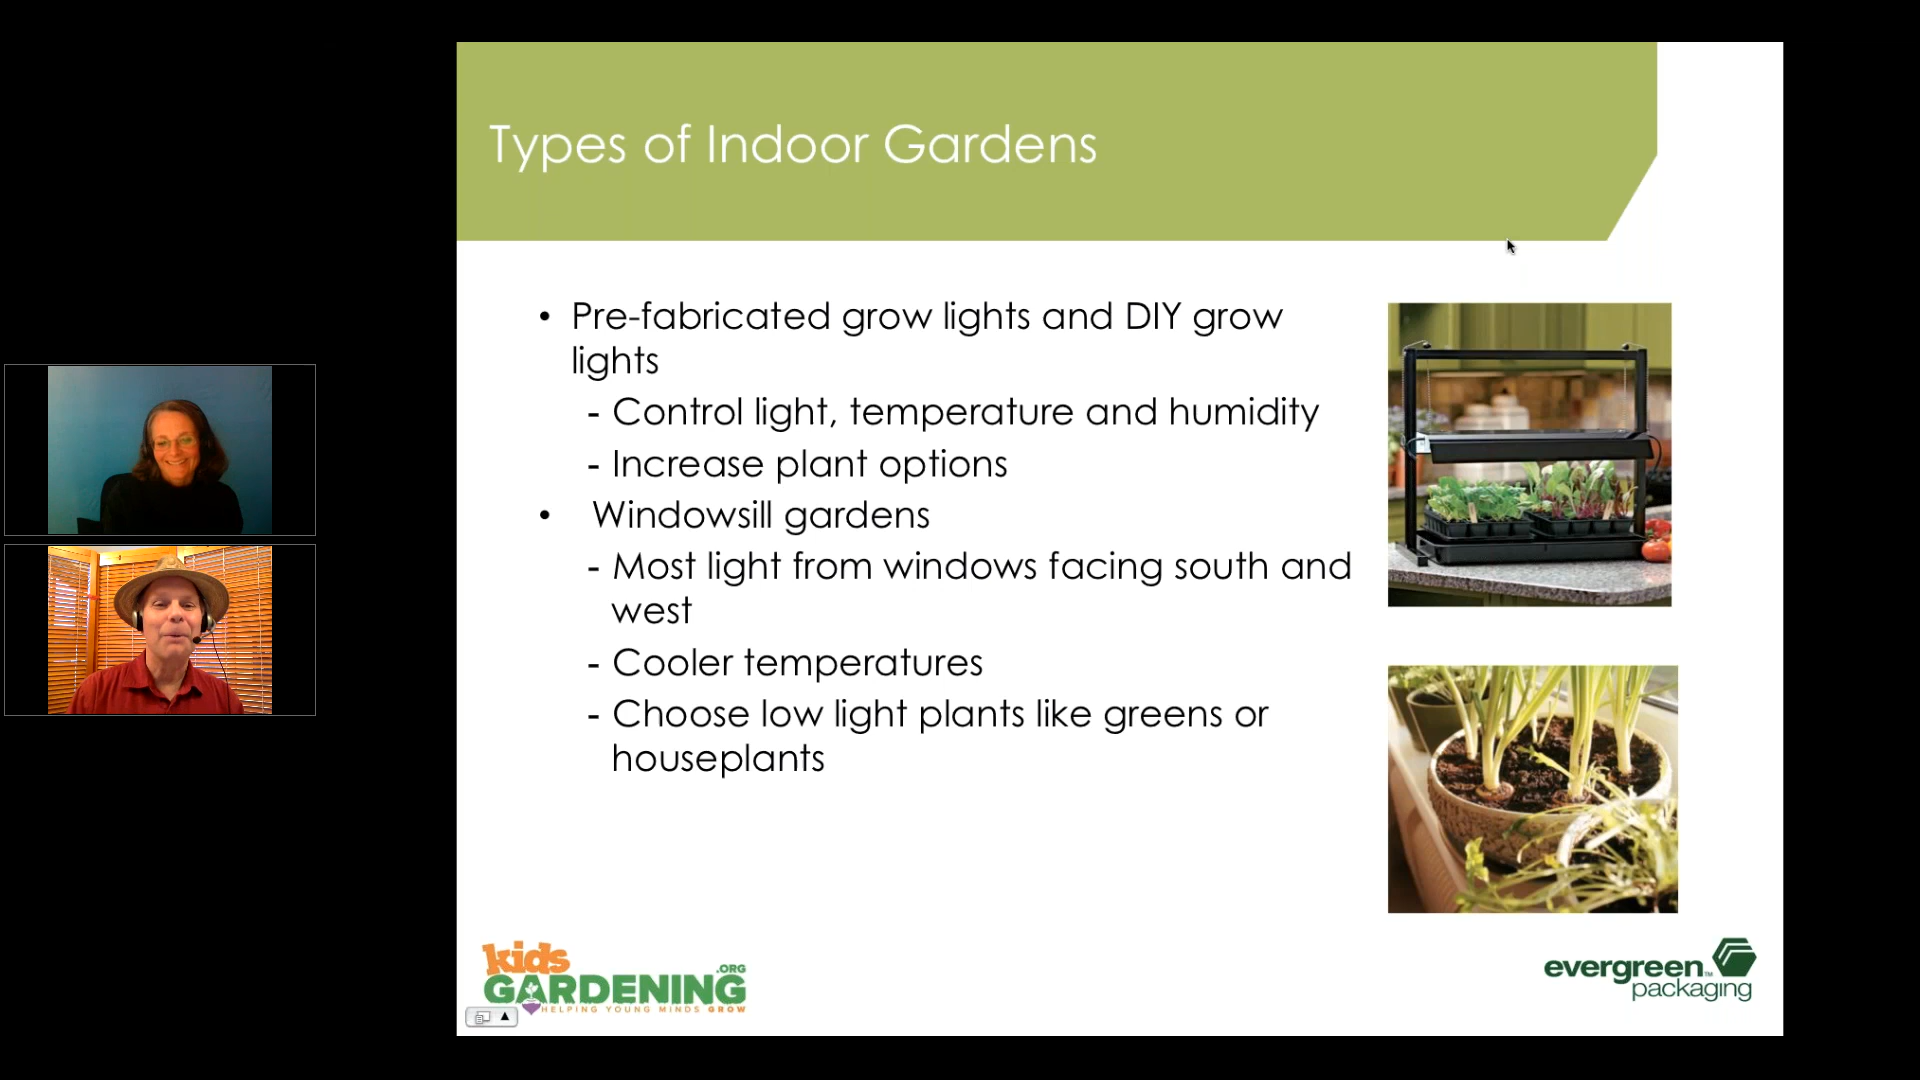 Types of Indoor Gardens
• Pre-fabricated grow lights and DIY grow
lights
- Control light, temperature and humidity
- Increase plant options
• Windowsill gardens
- Most light from windows facing south and
west
- Cooler temperatures
- Choose low light plants like greens or
houseplants
kids
GARDENING.ORG
HELPING YOUNG MINDS GROW
evergreen™
packaging